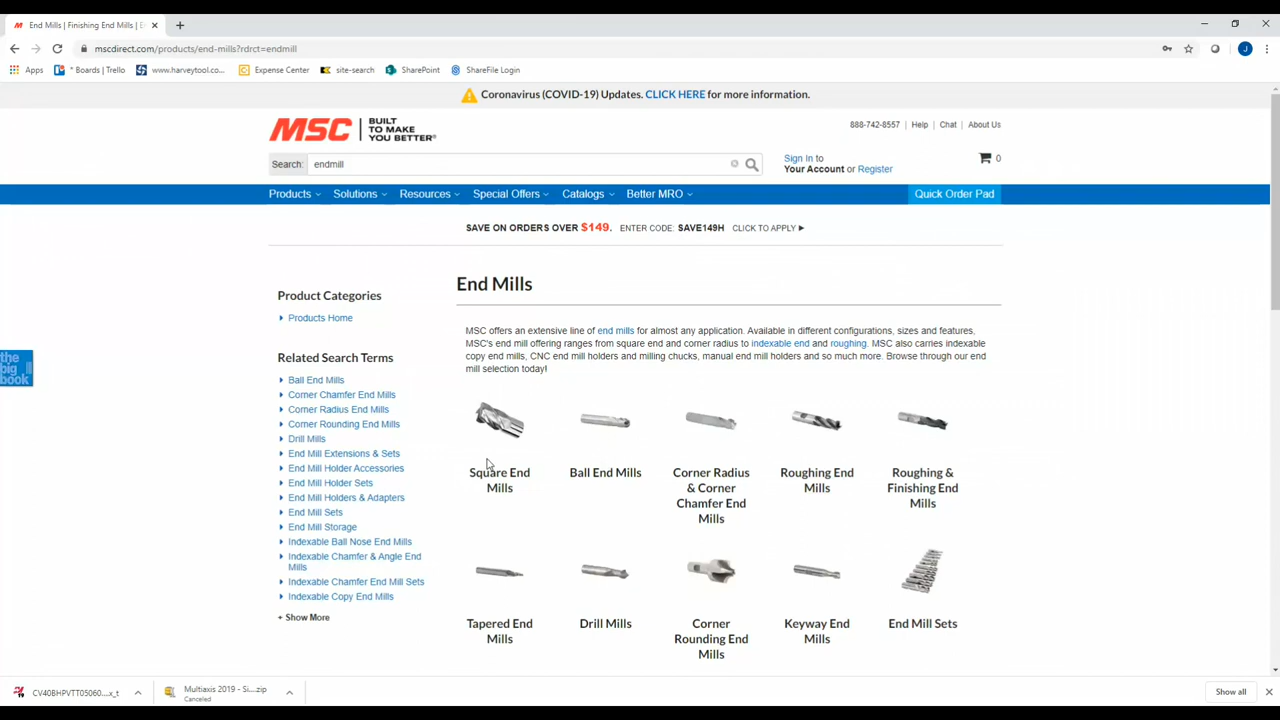 End Mills | Finishing End Mills | E
mscdirect.com/products/end-mills?rdrct=endmill
J
Apps
* Boards | Trello
www.harveytool.co...
Expense Center
site-search
SharePoint
ShareFile Login
Coronavirus (COVID-19) Updates. CLICK HERE for more information.
MSC
BUILT
TO MAKE
YOU BETTER®
888-742-8557 | Help | Chat | About Us
Search: endmill
Sign In to
Your Account or Register
0
Products
Solutions
Resources
Special Offers
Catalogs
Better MRO
Quick Order Pad
SAVE ON ORDERS OVER $149. ENTER CODE: SAVE149H CLICK TO APPLY ▶
the
big
book
Product Categories
Products Home
Related Search Terms
Ball End Mills
Corner Chamfer End Mills
Corner Radius End Mills
Corner Rounding End Mills
Drill Mills
End Mill Extensions & Sets
End Mill Holder Accessories
End Mill Holder Sets
End Mill Holders & Adapters
End Mill Sets
End Mill Storage
Indexable Ball Nose End Mills
Indexable Chamfer & Angle End
Mills
Indexable Chamfer End Mill Sets
Indexable Copy End Mills
+ Show More
End Mills
MSC offers an extensive line of end mills for almost any application. Available in different configurations, sizes and features,
MSC's end mill offering ranges from square end and corner radius to indexable end and roughing. MSC also carries indexable
copy end mills, CNC end mill holders and milling chucks, manual end mill holders and so much more. Browse through our end
mill selection today!
Square End
Mills
Ball End Mills
Corner Radius
& Corner
Chamfer End
Mills
Roughing End
Mills
Roughing &
Finishing End
Mills
Tapered End
Mills
Drill Mills
Corner
Rounding End
Mills
Keyway End
Mills
End Mill Sets
CV40BHPVTT05060....x_t
Multiaxis 2019 - Si....zip
Canceled
Show all